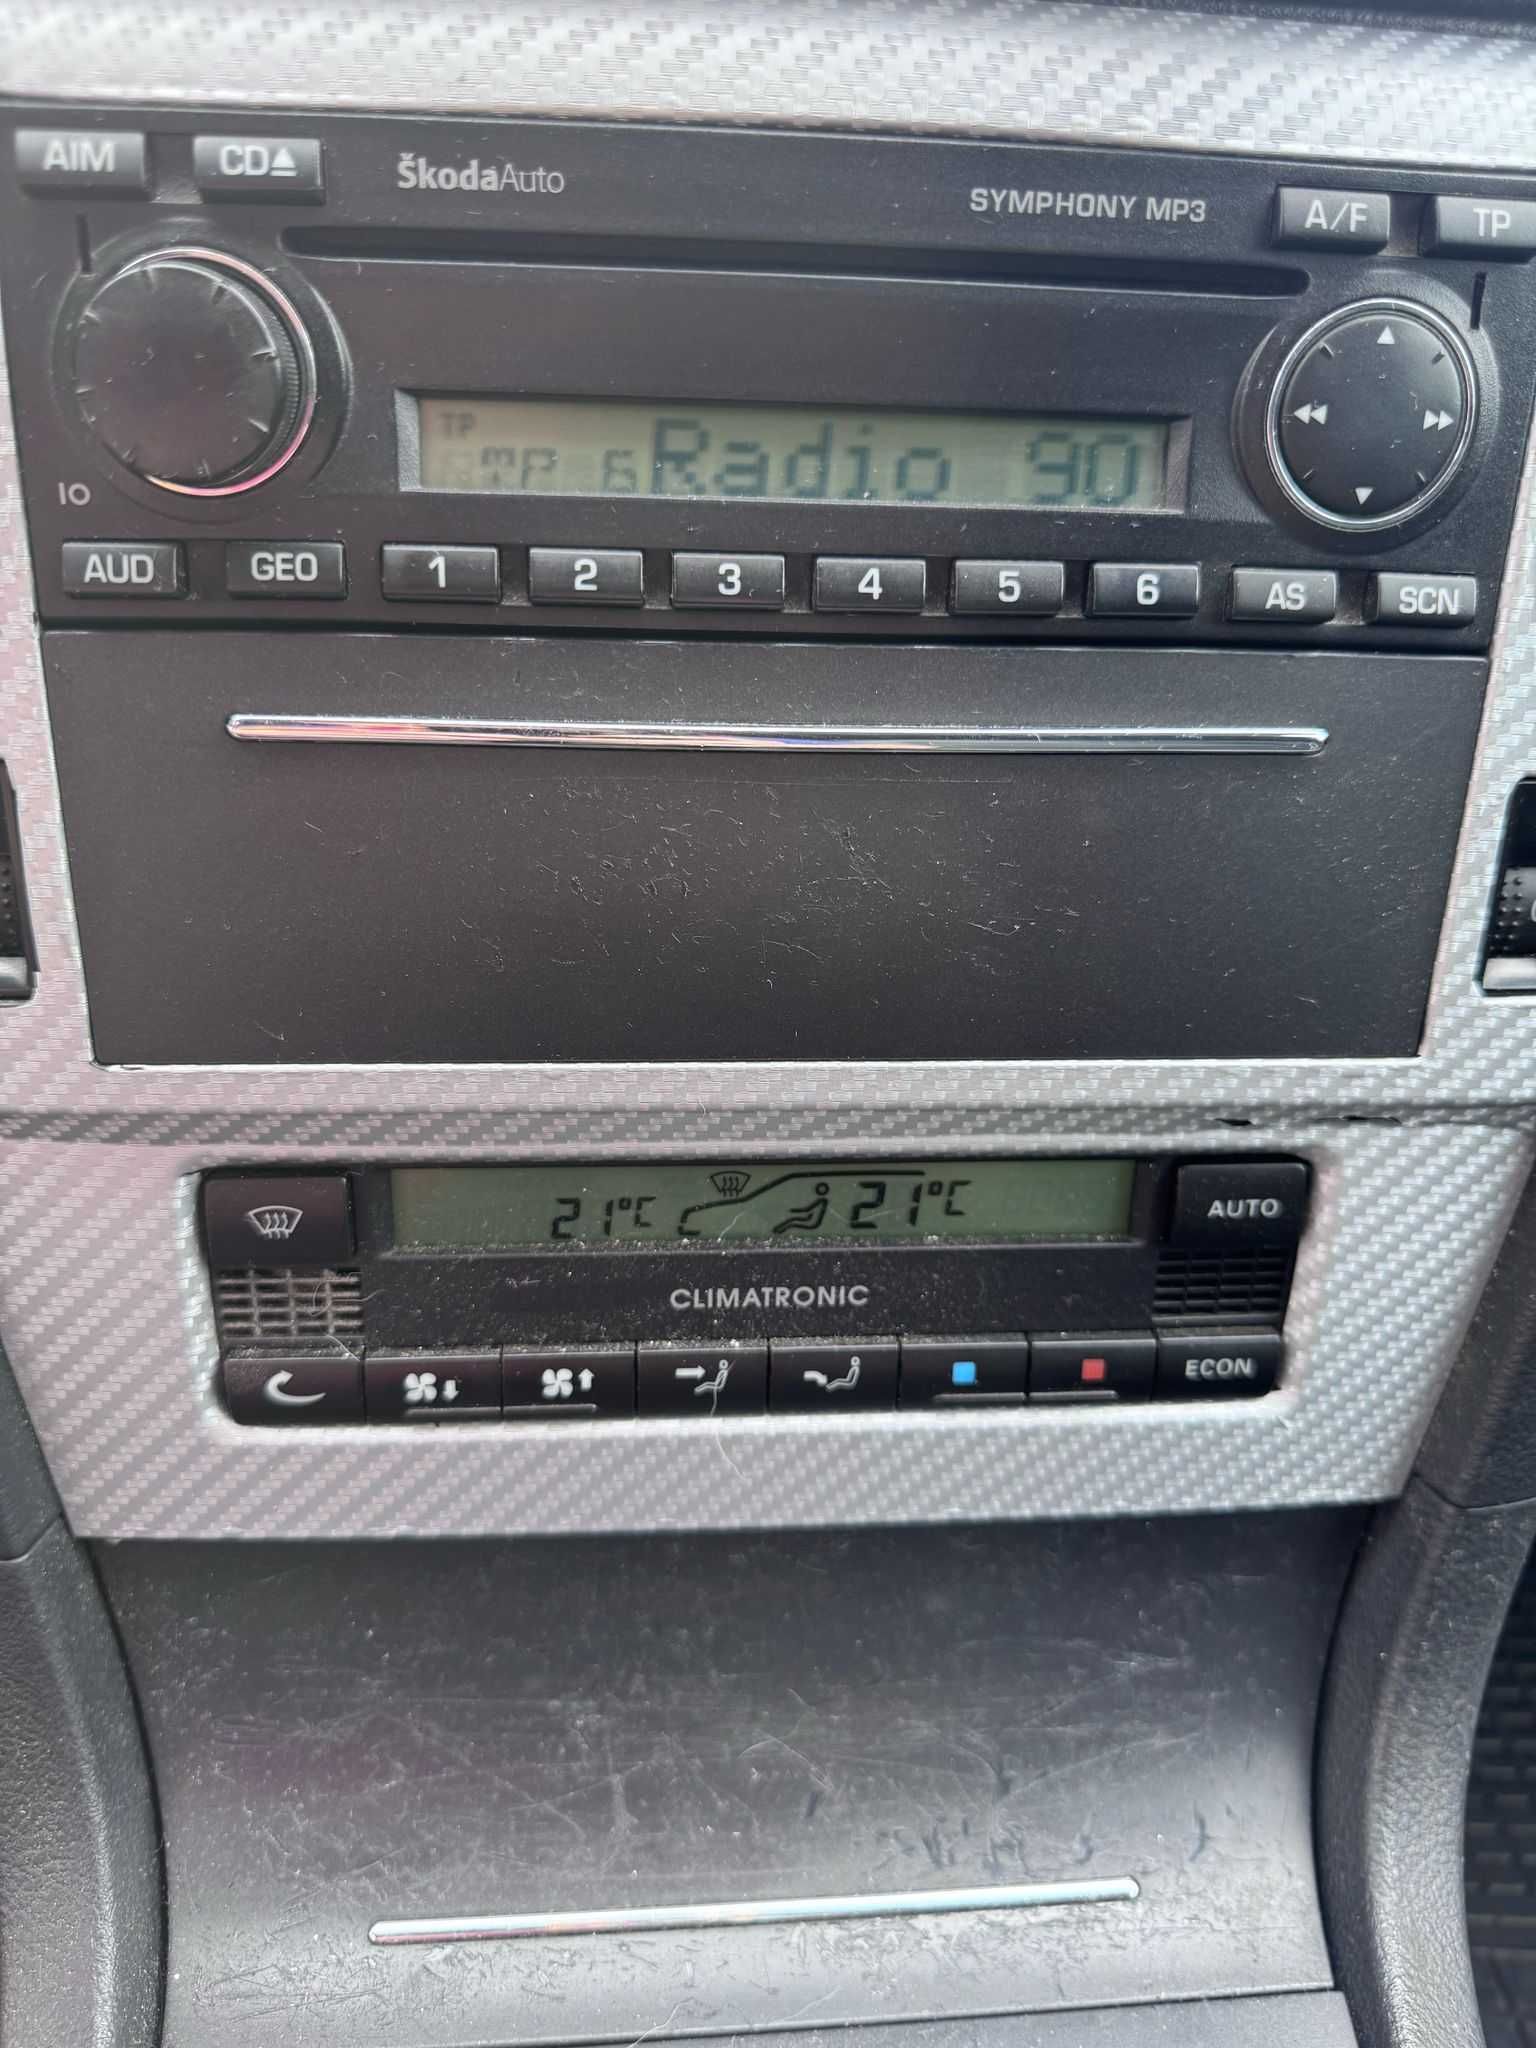 AIM CD ŠkodaAuto SYMPHONY MP3 A/F TP
TP
Radio 90
IO
AUD GEO 1 2 3 4 5 6 AS SCN
21°C 21°C AUTO
CLIMATRONIC
ECON